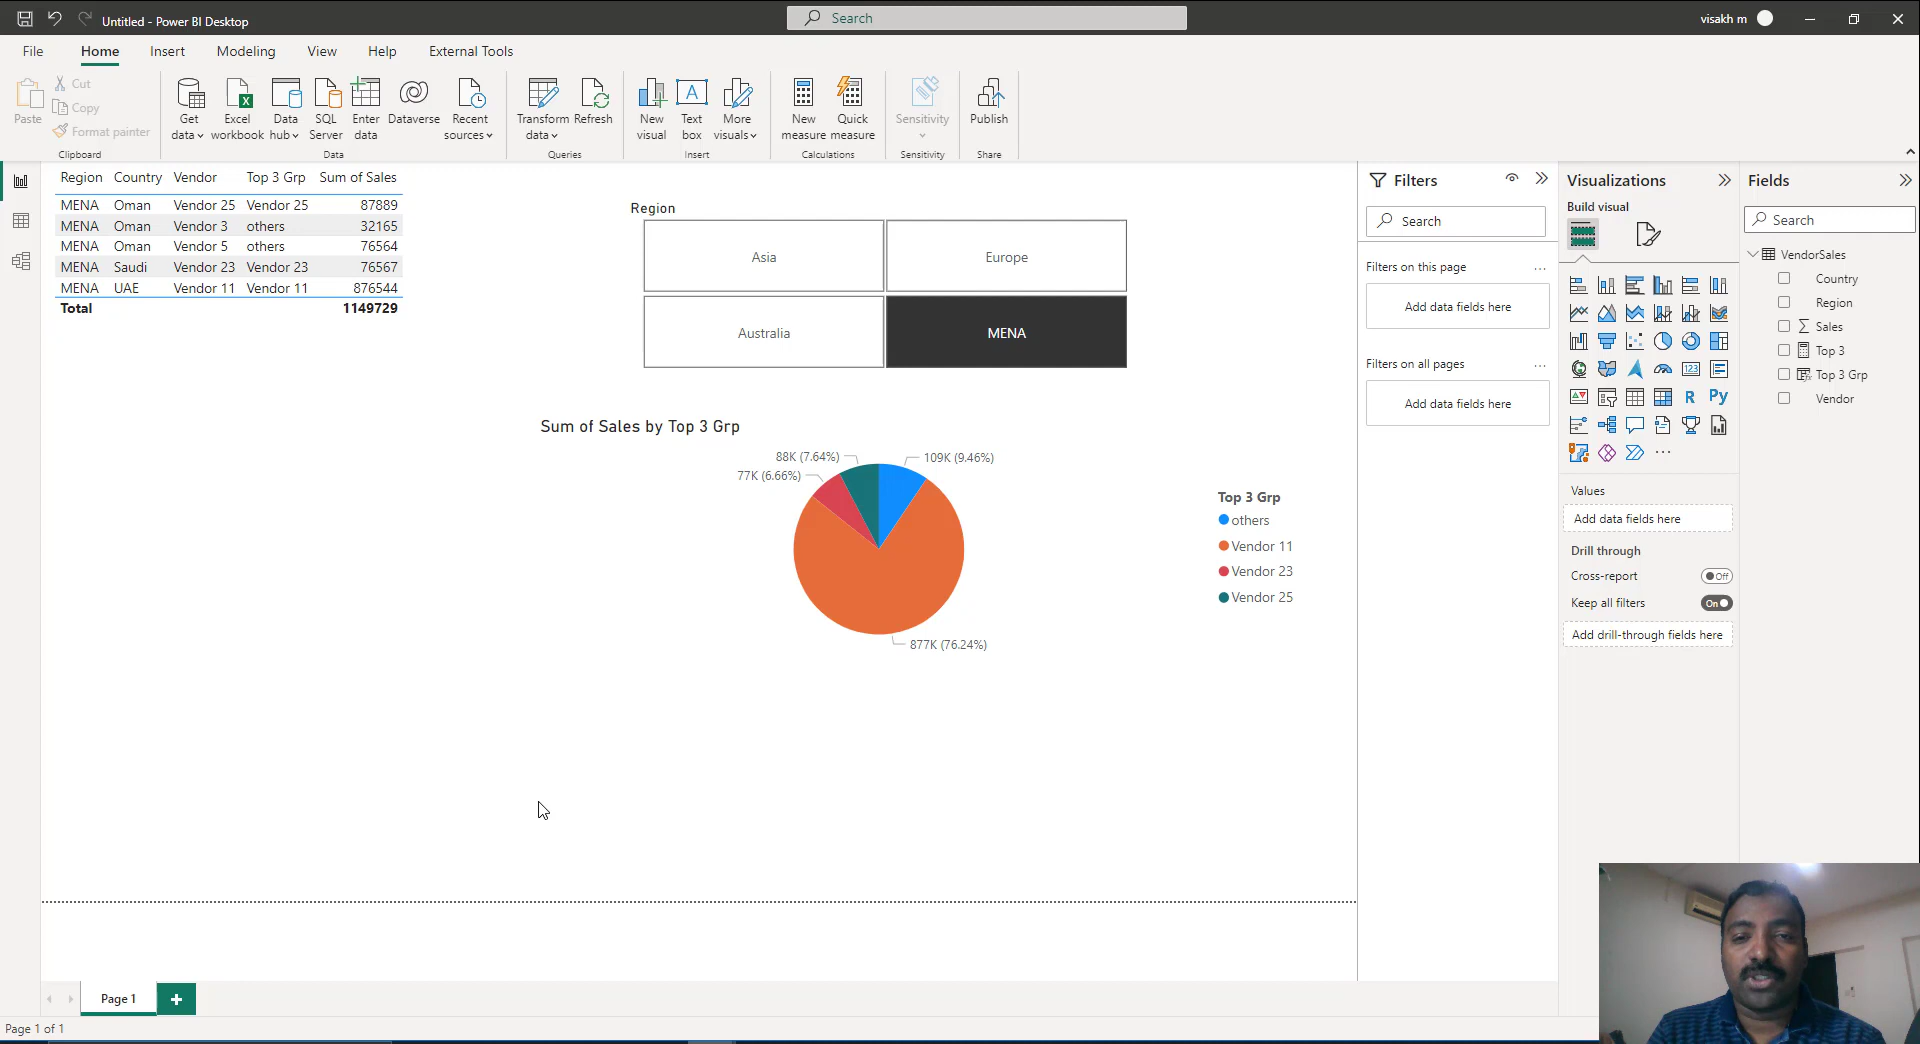 Untitled - Power BI Desktop
Search
visakh m
File Home Insert Modeling View Help External Tools
Paste
Cut
Copy
Format painter
Clipboard
Get data
Excel workbook
Data hub
SQL Server
Enter data
Dataverse
Recent sources
Data
Transform data
Refresh
Queries
New visual
Text box
More visuals
Insert
New measure
Quick measure
Calculations
Sensitivity
Sensitivity
Publish
Share
Region Country Vendor Top 3 Grp Sum of Sales
MENA Oman Vendor 25 Vendor 25 87889
MENA Oman Vendor 3 others 32165
MENA Oman Vendor 5 others 76564
MENA Saudi Vendor 23 Vendor 23 76567
MENA UAE Vendor 11 Vendor 11 876544
Total 1149729
Region
Asia Europe
Australia MENA
Sum of Sales by Top 3 Grp
88K (7.64%)
109K (9.46%)
77K (6.66%)
877K (76.24%)
Top 3 Grp
others
Vendor 11
Vendor 23
Vendor 25
Filters
Search
Filters on this page ...
Add data fields here
Filters on all pages ...
Add data fields here
Visualizations
Build visual
123
R Py
...
Values
Add data fields here
Drill through
Cross-report Off
Keep all filters On
Add drill-through fields here
Fields
Search
VendorSales
Country
Region
Σ Sales
Top 3
Top 3 Grp
Vendor
Page 1
+
Page 1 of 1